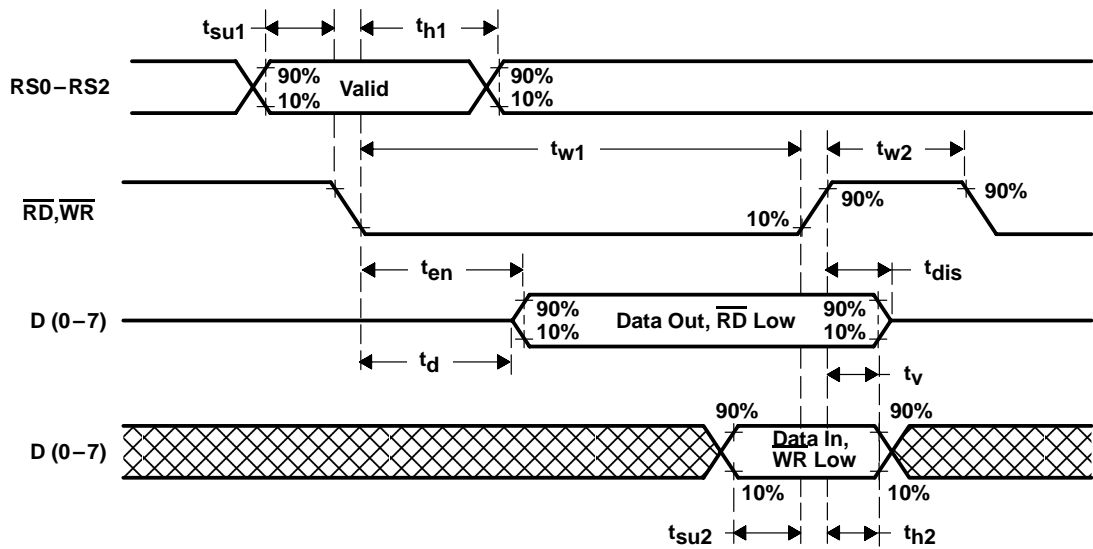 tsu1 th1
RS0–RS2 90% Valid 90%
10% 10%
tw1 tw2
RD,WR 10% 90% 90%
ten tdis
D (0–7) 90% Data Out, RD Low 90%
10% 10%
td tv
90% 90%
D (0–7) Data In,
WR Low
10% 10%
tsu2 th2